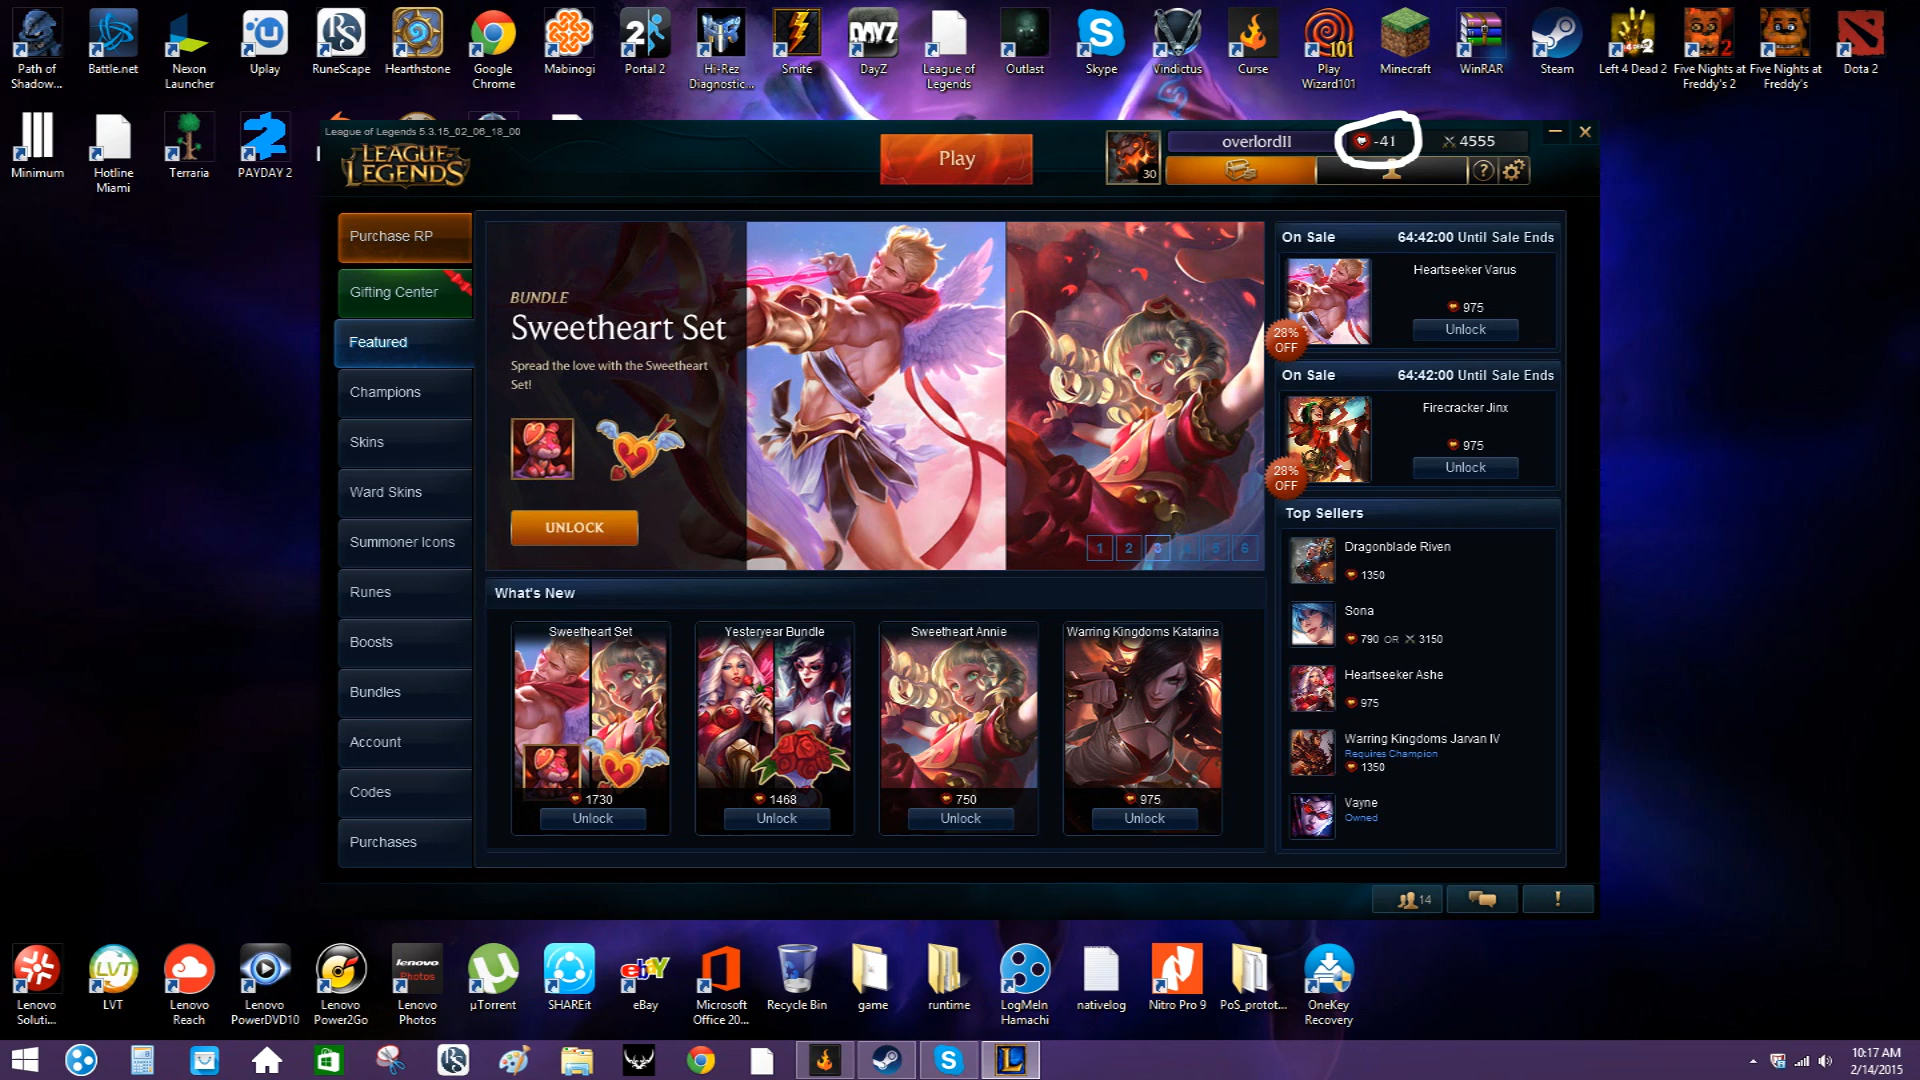 Path of Shadow...
Battle.net
Nexon Launcher
Uplay
RuneScape
Hearthstone
Google Chrome
Mabinogi
Portal 2
Hi-Rez Diagnostic...
Smite
DayZ
League of Legends
Outlast
Skype
Vindictus
Curse
Play Wizard101
Minecraft
WinRAR
Steam
Left 4 Dead 2
Five Nights at Freddy's 2
Five Nights at Freddy's
Dota 2
Minimum
Hotline Miami
Terraria
PAYDAY 2
League of Legends 5.3.15_02_06_18_00
LEAGUE OF LEGENDS
Play
30
overlordII
-41
4555
?
Purchase RP
Gifting Center
Featured
Champions
Skins
Ward Skins
Summoner Icons
Runes
Boosts
Bundles
Account
Codes
Purchases
BUNDLE
Sweetheart Set
Spread the love with the Sweetheart
Set!
UNLOCK
1 2 3 4 5 6
On Sale 64:42:00 Until Sale Ends
Heartseeker Varus
975
Unlock
28%
OFF
On Sale 64:42:00 Until Sale Ends
Firecracker Jinx
975
Unlock
28%
OFF
Top Sellers
Dragonblade Riven
1350
Sona
790 OR 3150
Heartseeker Ashe
975
Warring Kingdoms Jarvan IV
Requires Champion
1350
Vayne
Owned
What's New
Sweetheart Set
1730
Unlock
Yesteryear Bundle
1468
Unlock
Sweetheart Annie
750
Unlock
Warring Kingdoms Katarina
975
Unlock
14
!
Lenovo Soluti...
LVT
Lenovo Reach
Lenovo PowerDVD10
Lenovo Power2Go
Lenovo Photos
µTorrent
SHAREit
eBay
Microsoft Office 20...
Recycle Bin
game
runtime
LogMeIn Hamachi
nativelog
Nitro Pro 9
PoS_protot...
OneKey Recovery
10:17 AM
2/14/2015